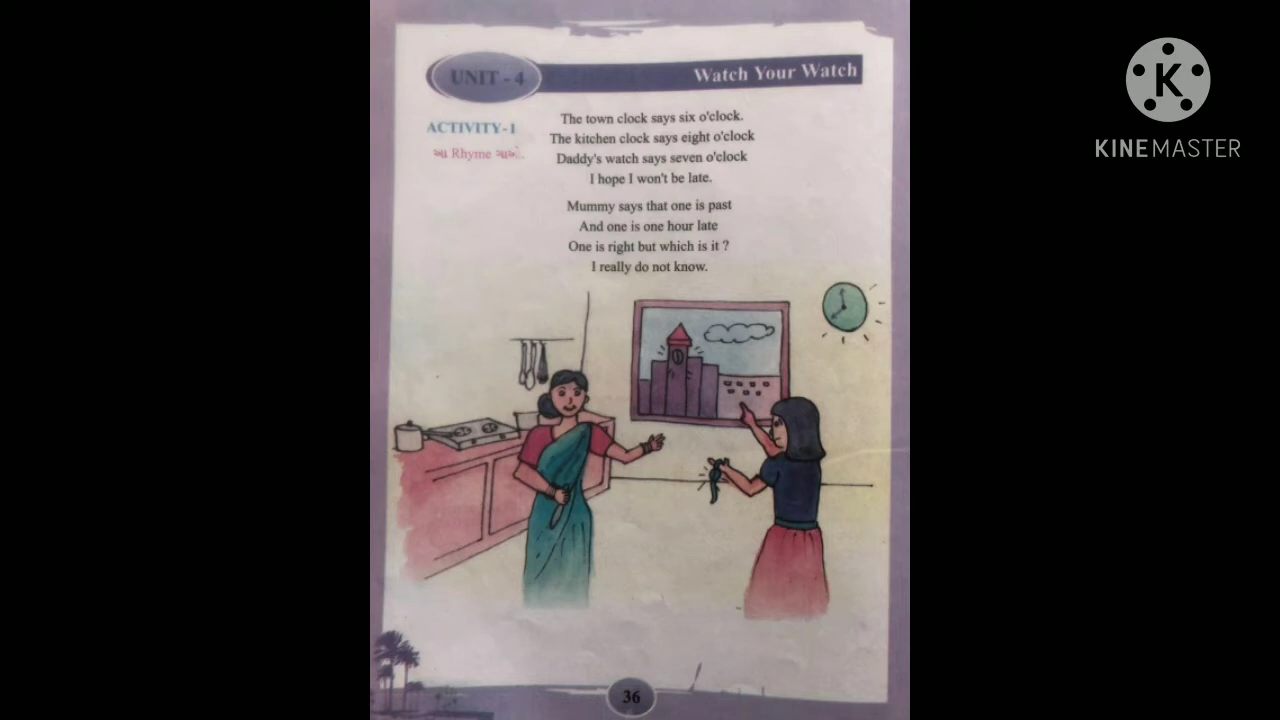 UNIT - 4
Watch Your Watch
ACTIVITY-1
આ Rhyme ગાઓ.
The town clock says six o'clock.
The kitchen clock says eight o'clock
Daddy's watch says seven o'clock
I hope I won't be late.
Mummy says that one is past
And one is one hour late
One is right but which is it ?
I really do not know.
36
K
KINEMASTER